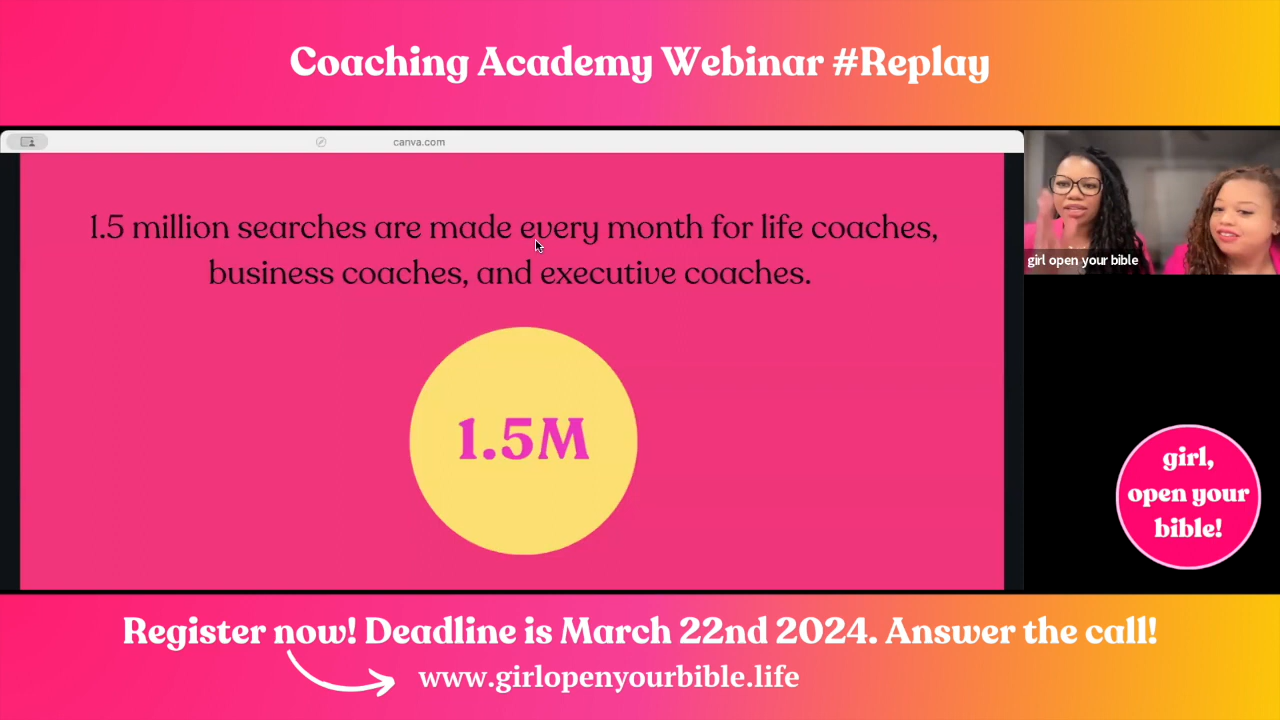 Coaching Academy Webinar #Replay
canva.com
1.5 million searches are made every month for life coaches,
business coaches, and executive coaches.
1.5M
girl open your bible
girl,
open your
bible!
Register now! Deadline is March 22nd 2024. Answer the call!
www.girlopenyourbible.life